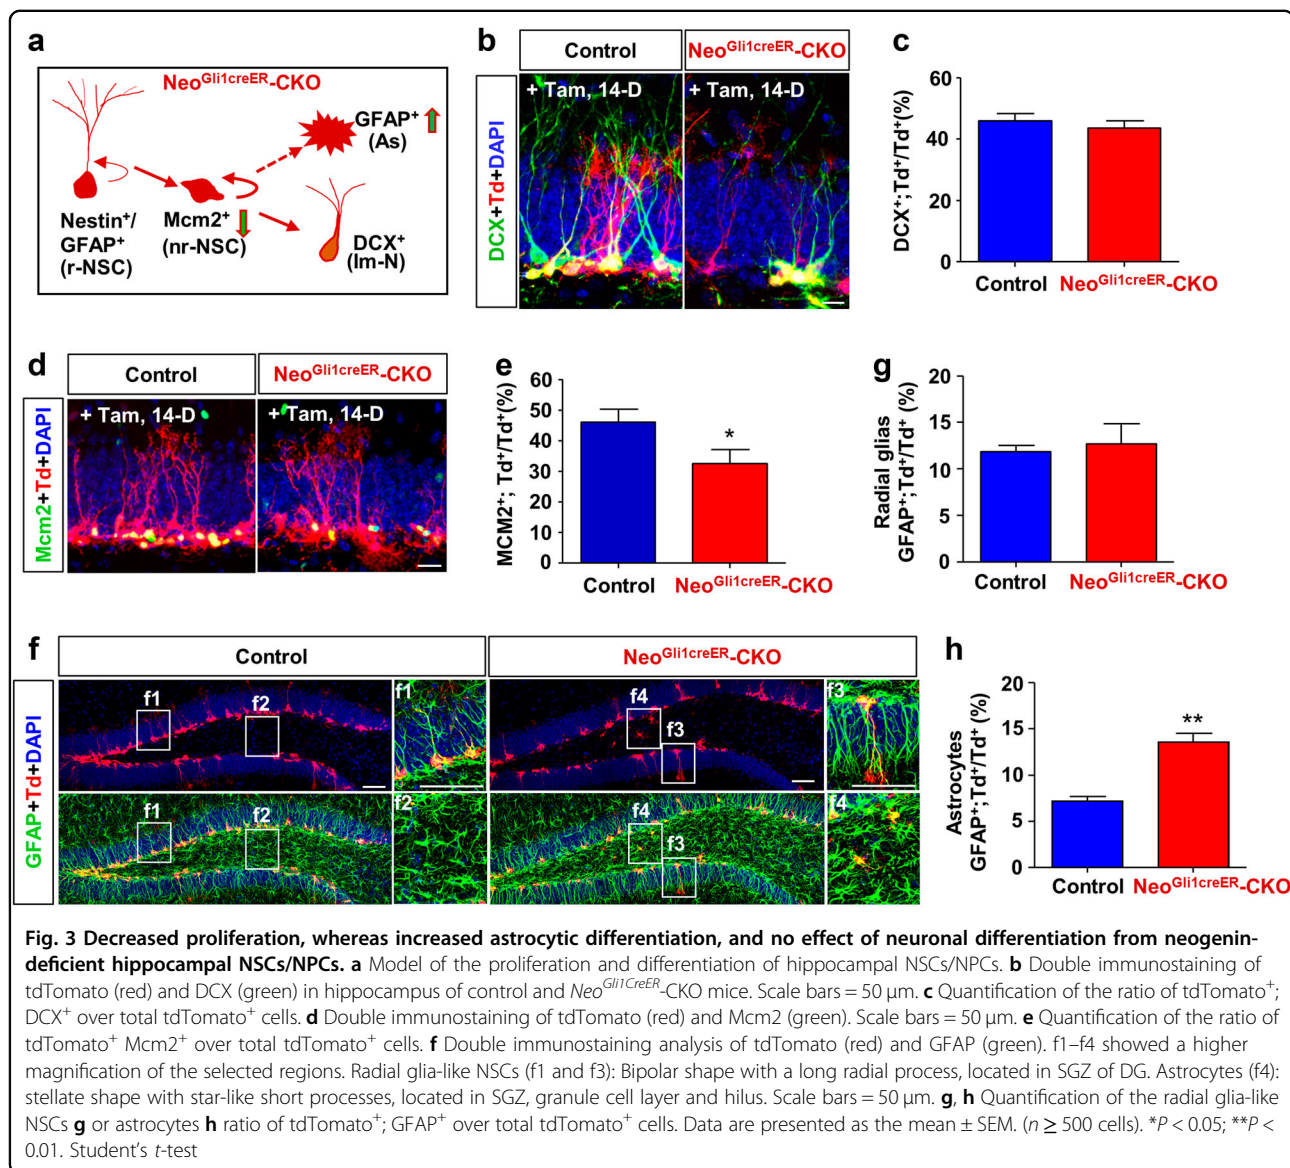 a
Neo^Gli1creER-CKO
GFAP⁺
(As)
Nestin⁺/
GFAP⁺
(r-NSC)
Mcm2⁺
(nr-NSC)
DCX⁺
(Im-N)
b
Control
Neo^Gli1creER-CKO
DCX+Td+DAPI
+ Tam, 14-D
+ Tam, 14-D
c
DCX⁺;Td⁺/Td⁺(%)
60
40
20
0
Control
Neo^Gli1creER-CKO
d
Control
Neo^Gli1creER-CKO
Mcm2+Td+DAPI
+ Tam, 14-D
+ Tam, 14-D
e
MCM2⁺; Td⁺/Td⁺(%)
60
50
40
30
20
10
0
*
Control
Neo^Gli1creER-CKO
g
Radial glias
GFAP⁺;Td⁺/Td⁺ (%)
20
15
10
5
0
Control
Neo^Gli1creER-CKO
f
Control
Neo^Gli1creER-CKO
GFAP+Td+DAPI
f1
f2
f1
f4
f3
f3
f1
f2
f2
f4
f3
f4
h
Astrocytes
GFAP⁺;Td⁺/Td⁺ (%)
20
15
10
5
0
**
Control
Neo^Gli1creER-CKO
Fig. 3 Decreased proliferation, whereas increased astrocytic differentiation, and no effect of neuronal differentiation from neogenin-
deficient hippocampal NSCs/NPCs. a Model of the proliferation and differentiation of hippocampal NSCs/NPCs. b Double immunostaining of
tdTomato (red) and DCX (green) in hippocampus of control and Neo^Gli1CreER-CKO mice. Scale bars = 50 µm. c Quantification of the ratio of tdTomato⁺;
DCX⁺ over total tdTomato⁺ cells. d Double immunostaining of tdTomato (red) and Mcm2 (green). Scale bars = 50 µm. e Quantification of the ratio of
tdTomato⁺ Mcm2⁺ over total tdTomato⁺ cells. f Double immunostaining analysis of tdTomato (red) and GFAP (green). f1–f4 showed a higher
magnification of the selected regions. Radial glia-like NSCs (f1 and f3): Bipolar shape with a long radial process, located in SGZ of DG. Astrocytes (f4):
stellate shape with star-like short processes, located in SGZ, granule cell layer and hilus. Scale bars = 50 µm. g, h Quantification of the radial glia-like
NSCs g or astrocytes h ratio of tdTomato⁺; GFAP⁺ over total tdTomato⁺ cells. Data are presented as the mean ± SEM. (n ≥ 500 cells). *P < 0.05; **P <
0.01. Student's t-test